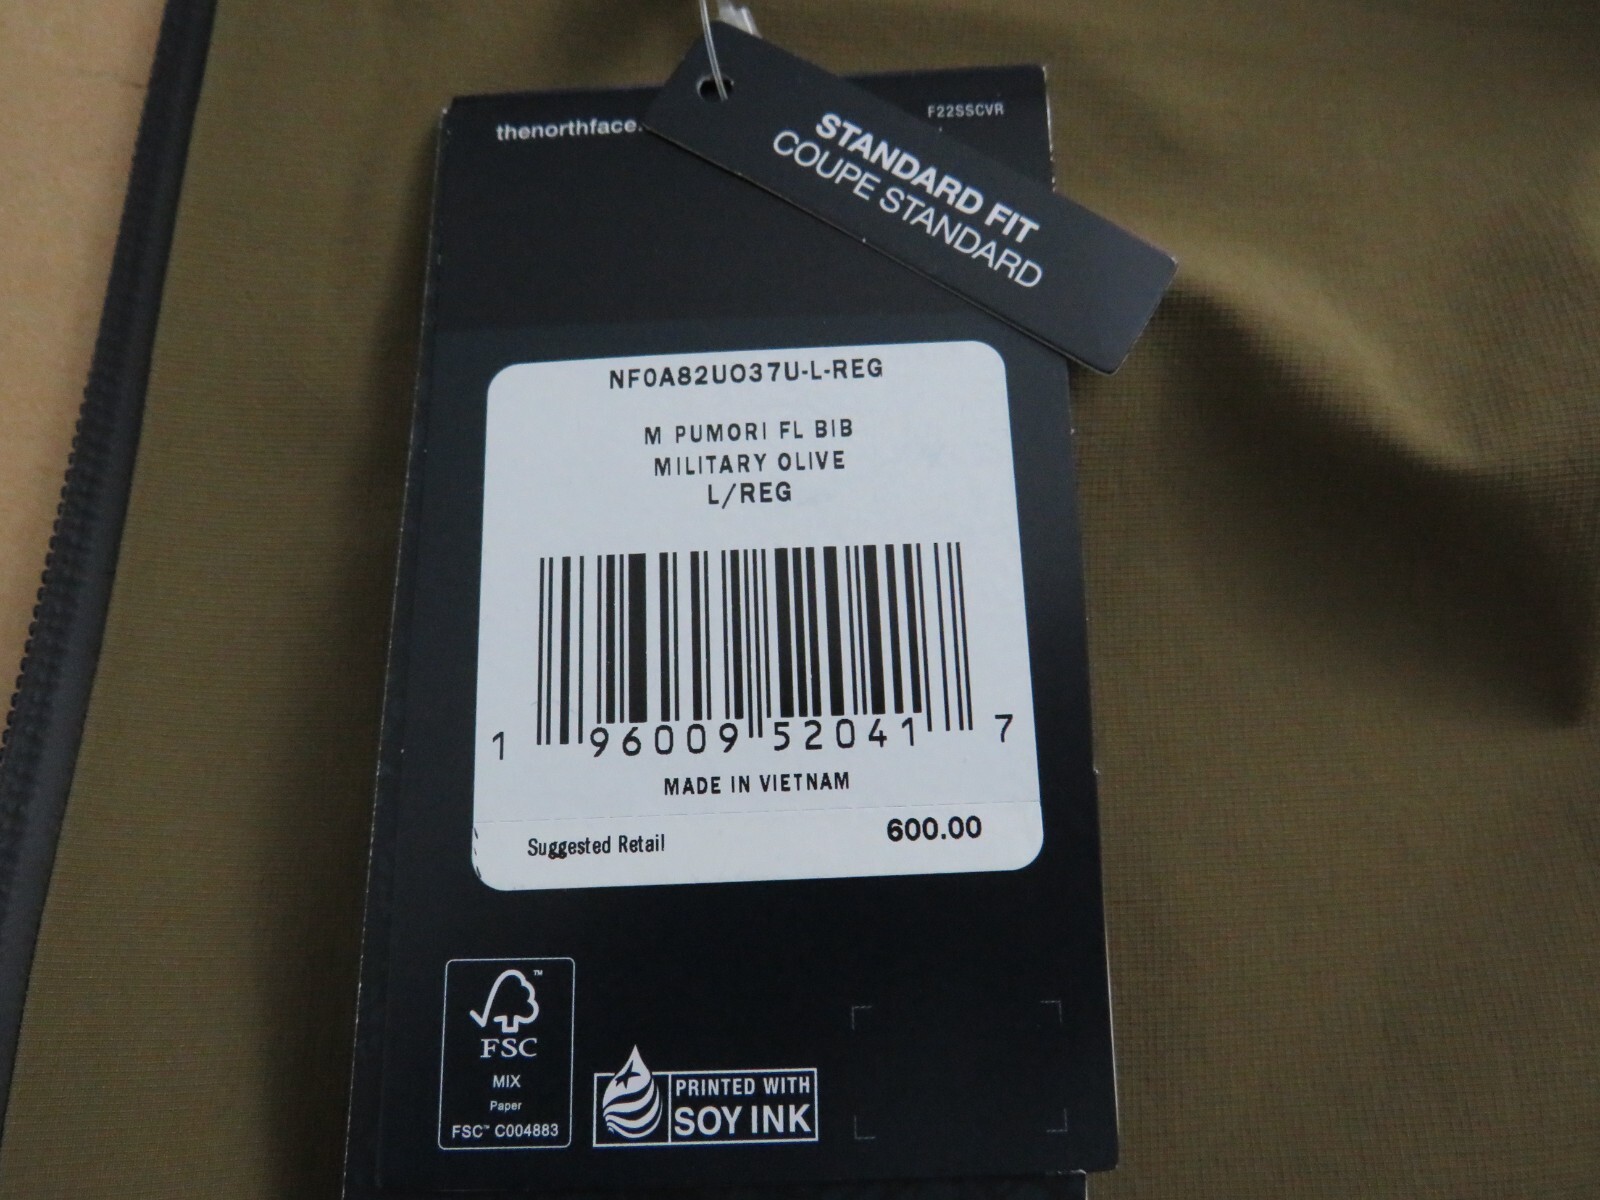 thenorthface.
F22SSCVR
STANDARD FIT
COUPE STANDARD
NF0A82UO37U-L-REG
M PUMORI FL BIB
MILITARY OLIVE
L/REG
1 96009 52041 7
MADE IN VIETNAM
Suggested Retail 600.00
FSC
MIX
Paper
FSC™ C004883
PRINTED WITH
SOY INK